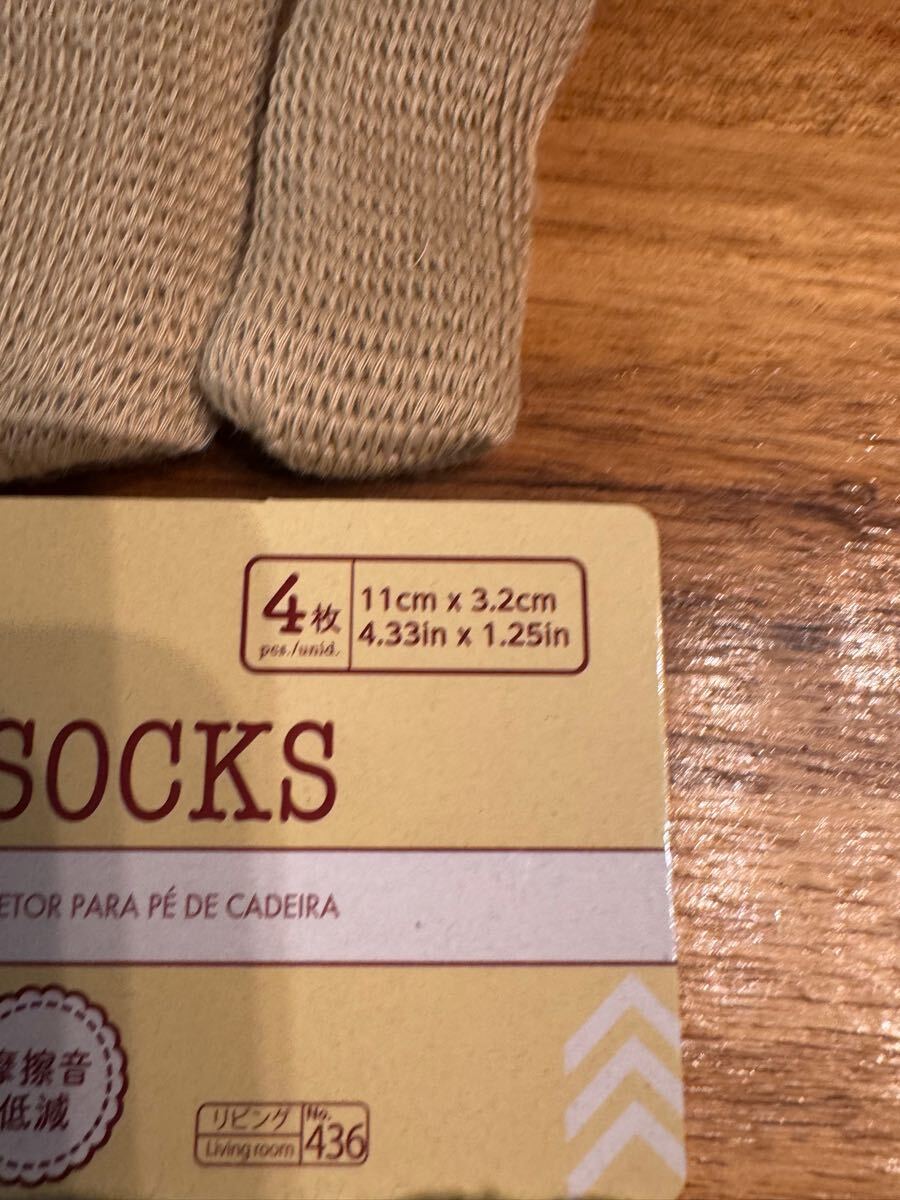 4枚
pcs./unid.
11cm x 3.2cm
4.33in x 1.25in
SOCKS
ETOR PARA PÉ DE CADEIRA
摩擦音
低減
リビング
Living room
No.
436